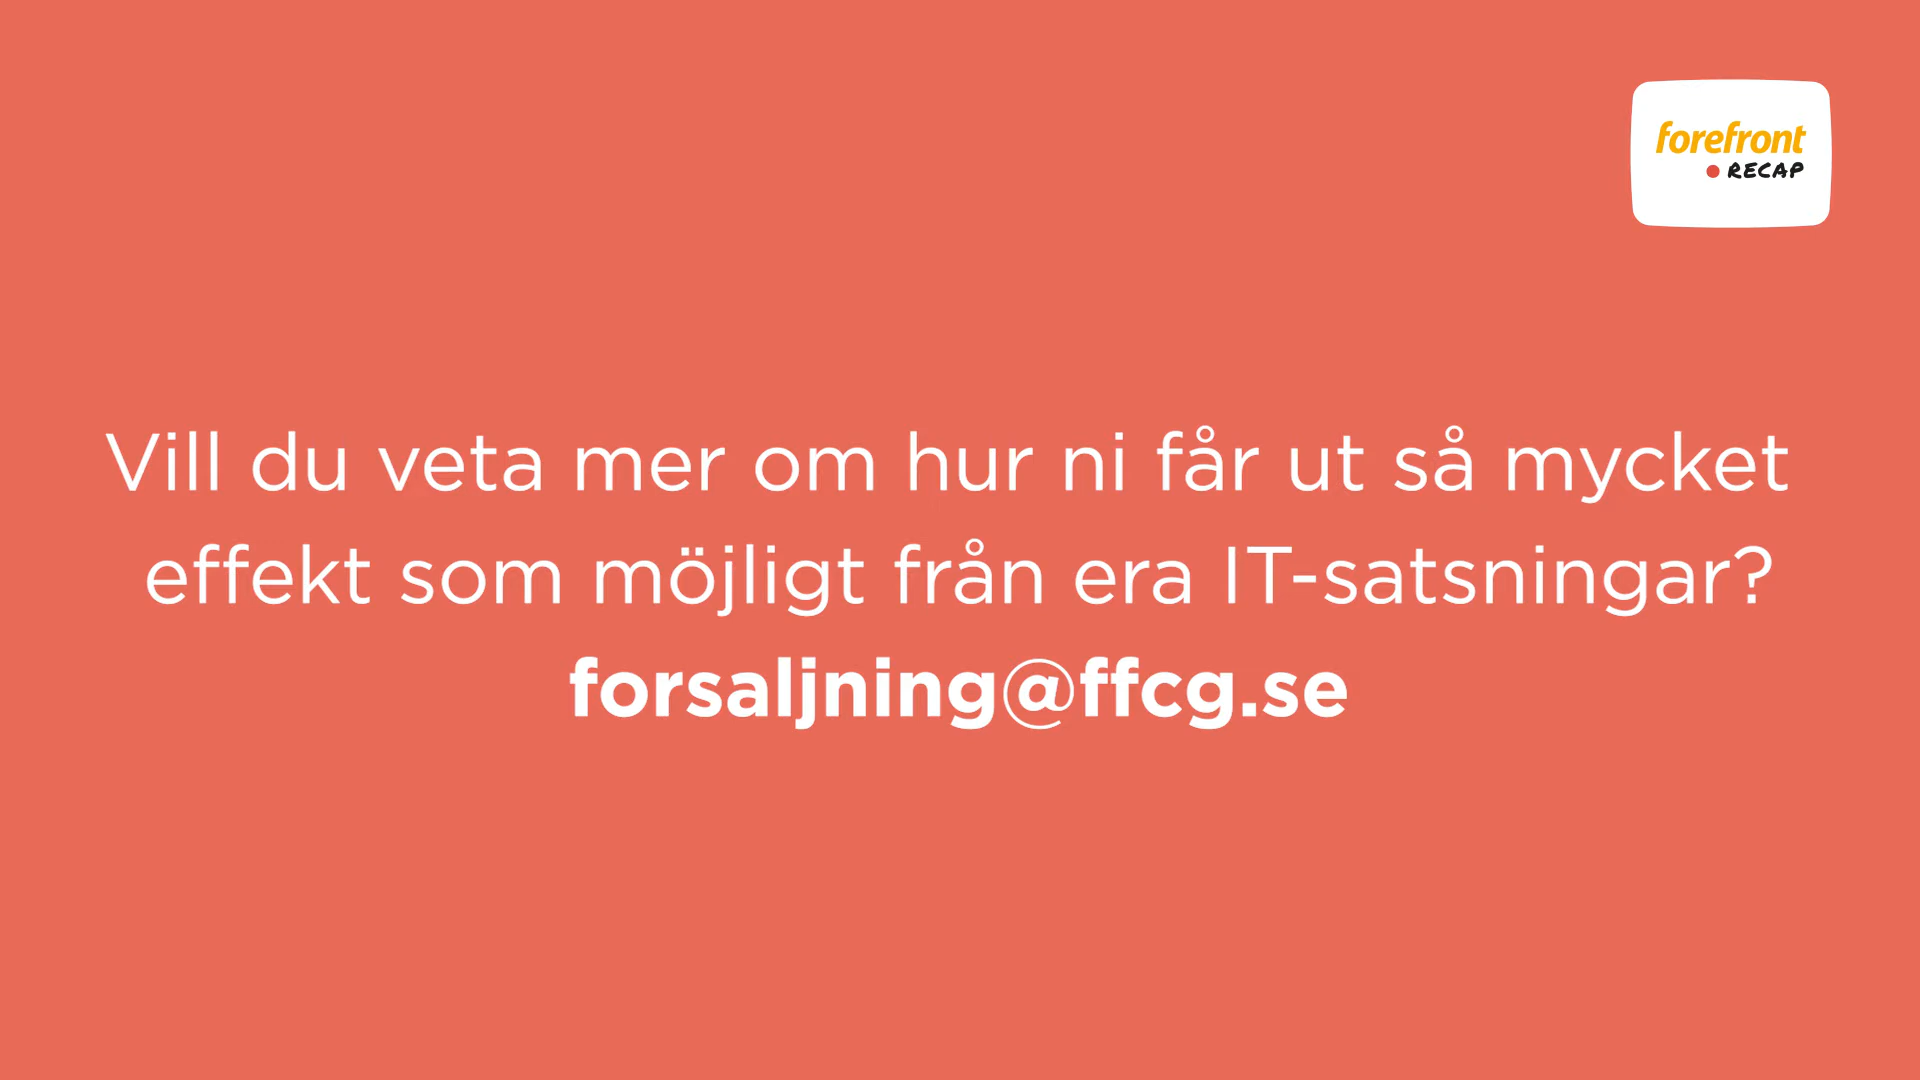 forefront
RECAP
Vill du veta mer om hur ni får ut så mycket
effekt som möjligt från era IT-satsningar?
forsaljning@ffcg.se